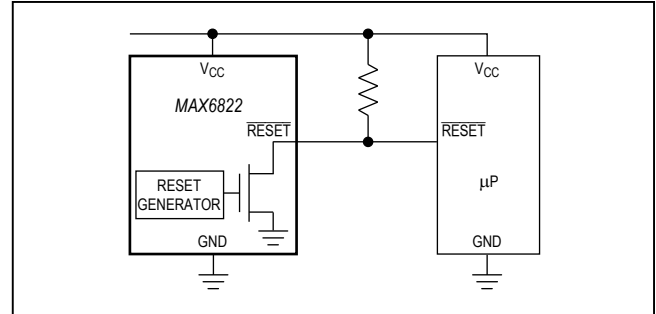 VCC
VCC
MAX6822
RESET
RESET
RESET
GENERATOR
μP
GND
GND